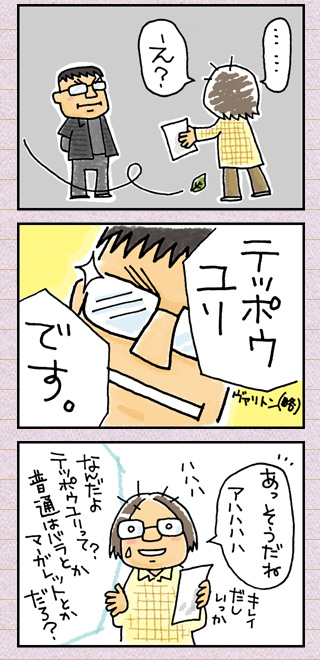 ……
…
えー？
テッポウ
ユリ
です。
ヴァリトン(略)
あっそうだね
アハハハハ
ハハハ
キレイ
だし
いっか
なんだよ
テッポウユリって？
普通はバラとか
マーガレットとか
だろ？